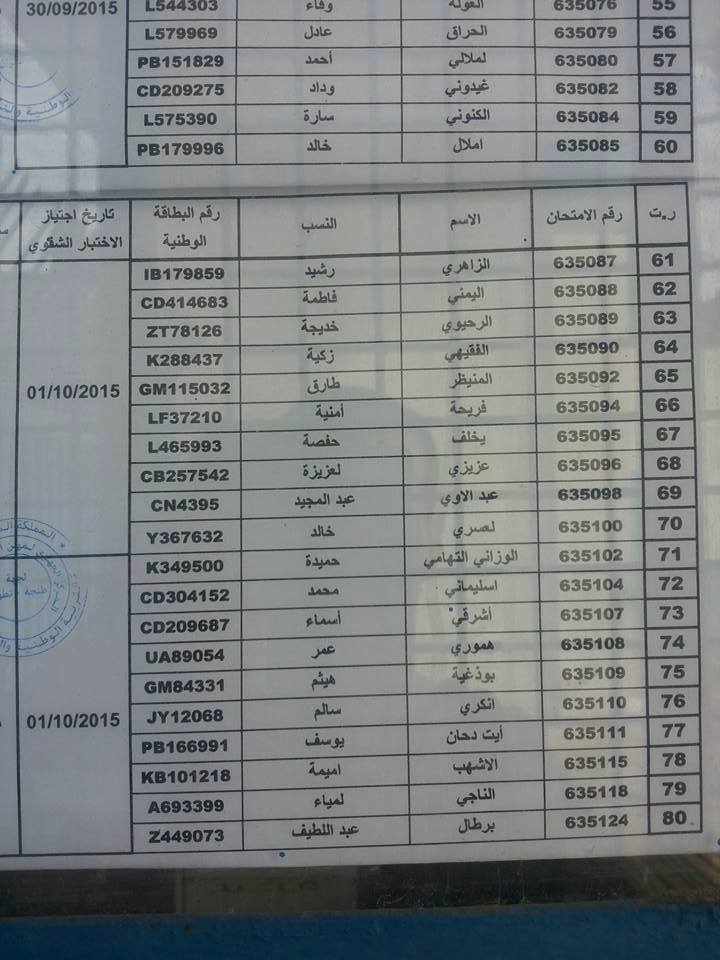 55 635076 العولة وفاء L544303 30/09/2015
56 635079 الحراق عادل L579969
57 635080 لملالي أحمد PB151829
58 635082 غيدوني وداد CD209275
59 635084 الكنوني سارة L575390
60 635085 املال خالد PB179996
ر.ت رقم الامتحان الاسم النسب رقم البطاقة الوطنية تاريخ اجتياز الاختبار الشفوي
61 635087 الزاهري رشيد IB179859
62 635088 اليمني فاطمة CD414683
63 635089 الرحيوي خديجة ZT78126
64 635090 الفقيهي زكية K288437
65 635092 المنيظر طارق GM115032 01/10/2015
66 635094 فريحة أمنية LF37210
67 635095 يخلف حفصة L465993
68 635096 عزيزي لعزيزة CB257542
69 635098 عبد الاوي عبد المجيد CN4395
70 635100 لعصري خالد Y367632
71 635102 الوزاني التهامي حميدة K349500
72 635104 اسليماني محمد CD304152
73 635107 أشرقي أسماء CD209687
74 635108 هموري عمر UA89054
75 635109 بوذغية هيثم GM84331
76 635110 انكري سالم JY12068 01/10/2015
77 635111 أيت دحان يوسف PB166991
78 635115 الاشهب اميمة KB101218
79 635118 الناجي لمياء A693399
80 635124 برطال عبد اللطيف Z449073